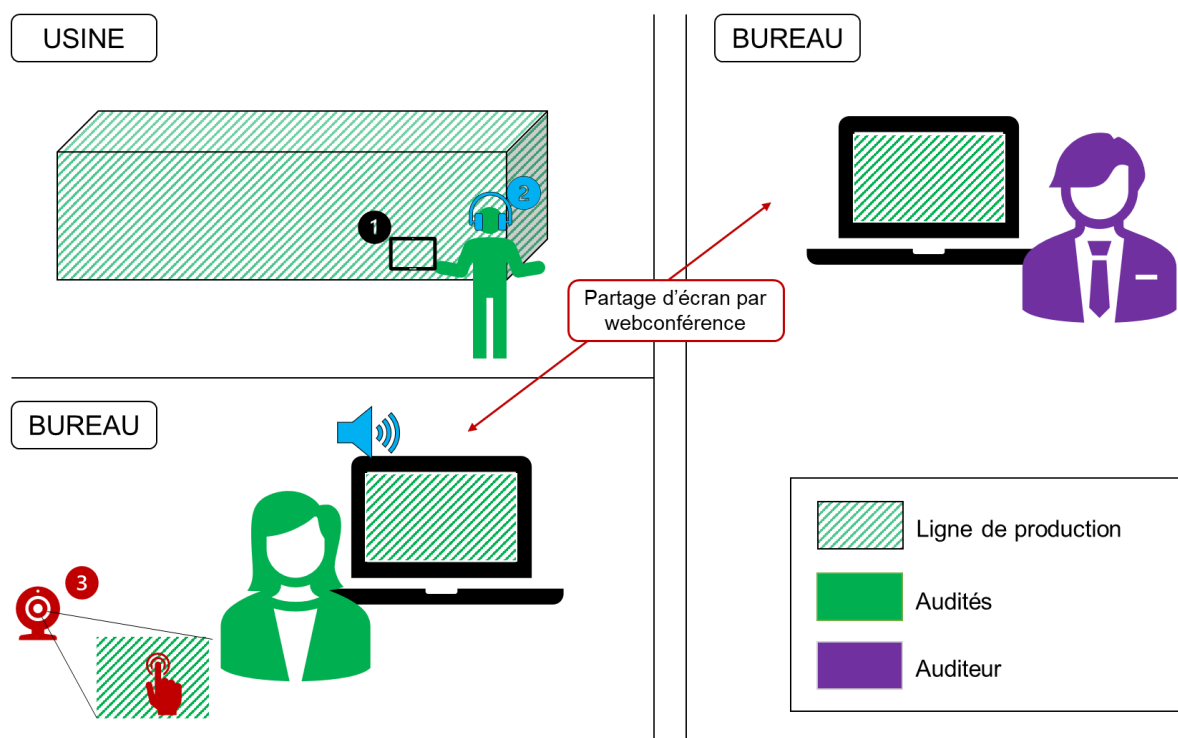 USINE
1
2
BUREAU
Partage d'écran par
webconférence
BUREAU
3
Ligne de production
Audités
Auditeur